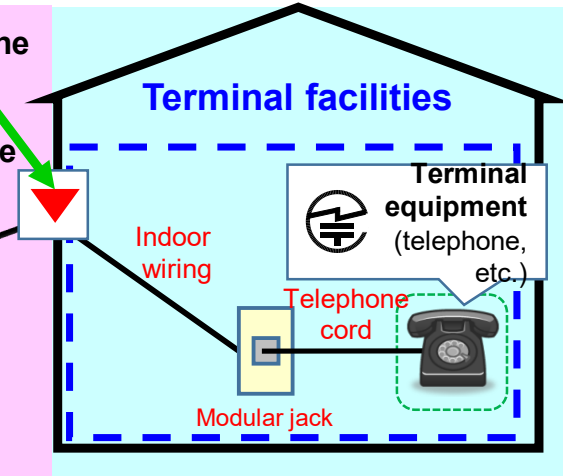 ne
e
Terminal facilities
Terminal
equipment
(telephone,
etc.)
Indoor
wiring
Telephone
cord
Modular jack